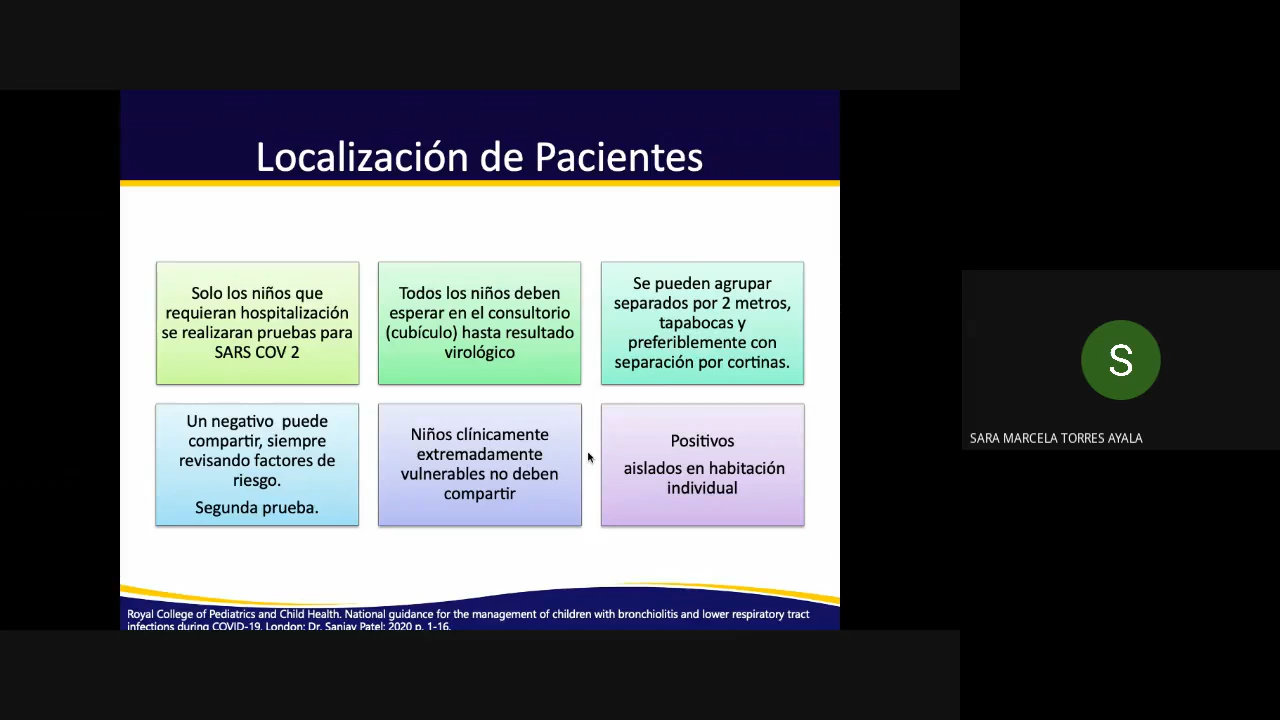 Localización de Pacientes
Solo los niños que
requieran hospitalización
se realizaran pruebas para
SARS COV 2
Todos los niños deben
esperar en el consultorio
(cubículo) hasta resultado
virológico
Se pueden agrupar
separados por 2 metros,
tapabocas y
preferiblemente con
separación por cortinas.
Un negativo puede
compartir, siempre
revisando factores de
riesgo.
Segunda prueba.
Niños clínicamente
extremadamente
vulnerables no deben
compartir
Positivos
aislados en habitación
individual
Royal College of Pediatrics and Child Health. National guidance for the management of children with bronchiolitis and lower respiratory tract
infections during COVID-19. London: Dr. Sanjay Patel; 2020 p. 1-16.
S
SARA MARCELA TORRES AYALA